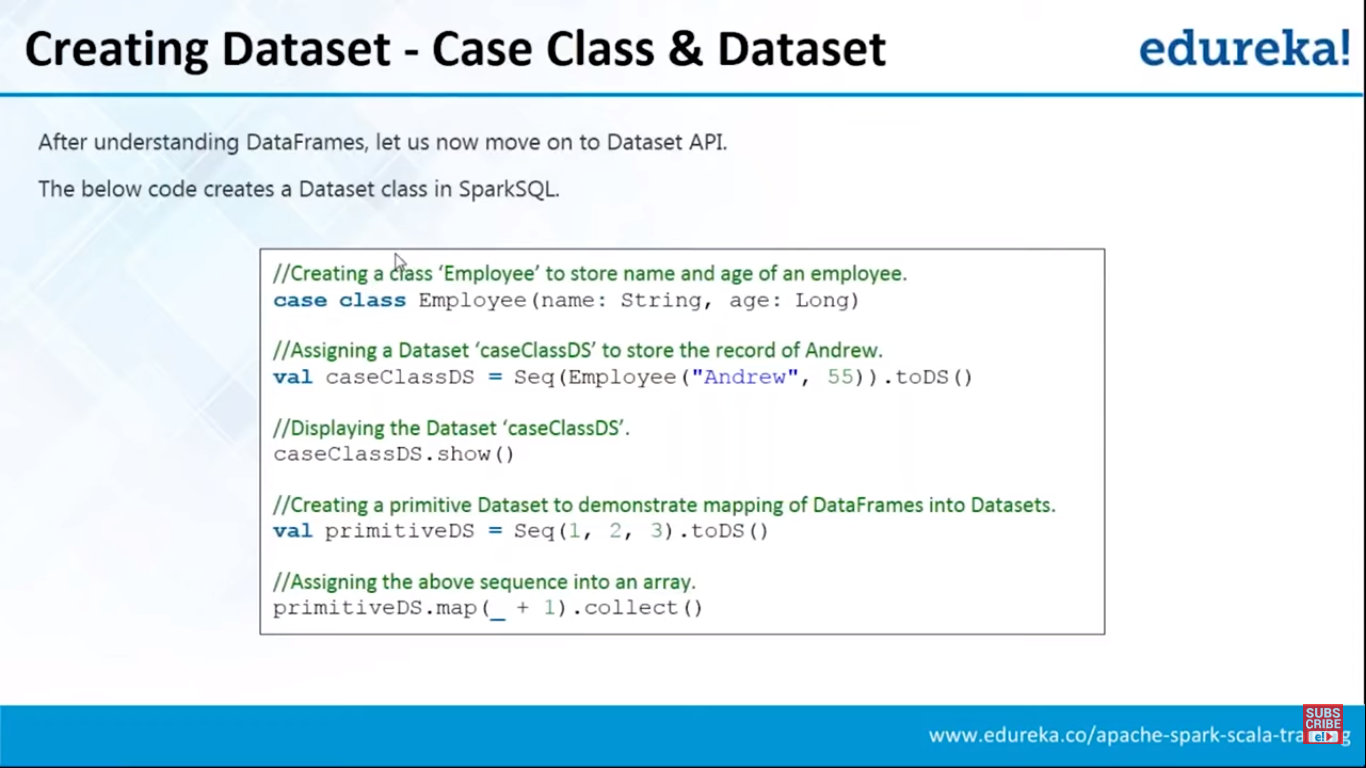 Creating Dataset - Case Class & Dataset
edureka!
After understanding DataFrames, let us now move on to Dataset API.
The below code creates a Dataset class in SparkSQL.
//Creating a class ‘Employee’ to store name and age of an employee.
case class Employee(name: String, age: Long)
//Assigning a Dataset ‘caseClassDS’ to store the record of Andrew.
val caseClassDS = Seq(Employee("Andrew", 55)).toDS()
//Displaying the Dataset ‘caseClassDS’.
caseClassDS.show()
//Creating a primitive Dataset to demonstrate mapping of DataFrames into Datasets.
val primitiveDS = Seq(1, 2, 3).toDS()
//Assigning the above sequence into an array.
primitiveDS.map(_ + 1).collect()
SUBS
CRIBE
e!
www.edureka.co/apache-spark-scala-tra